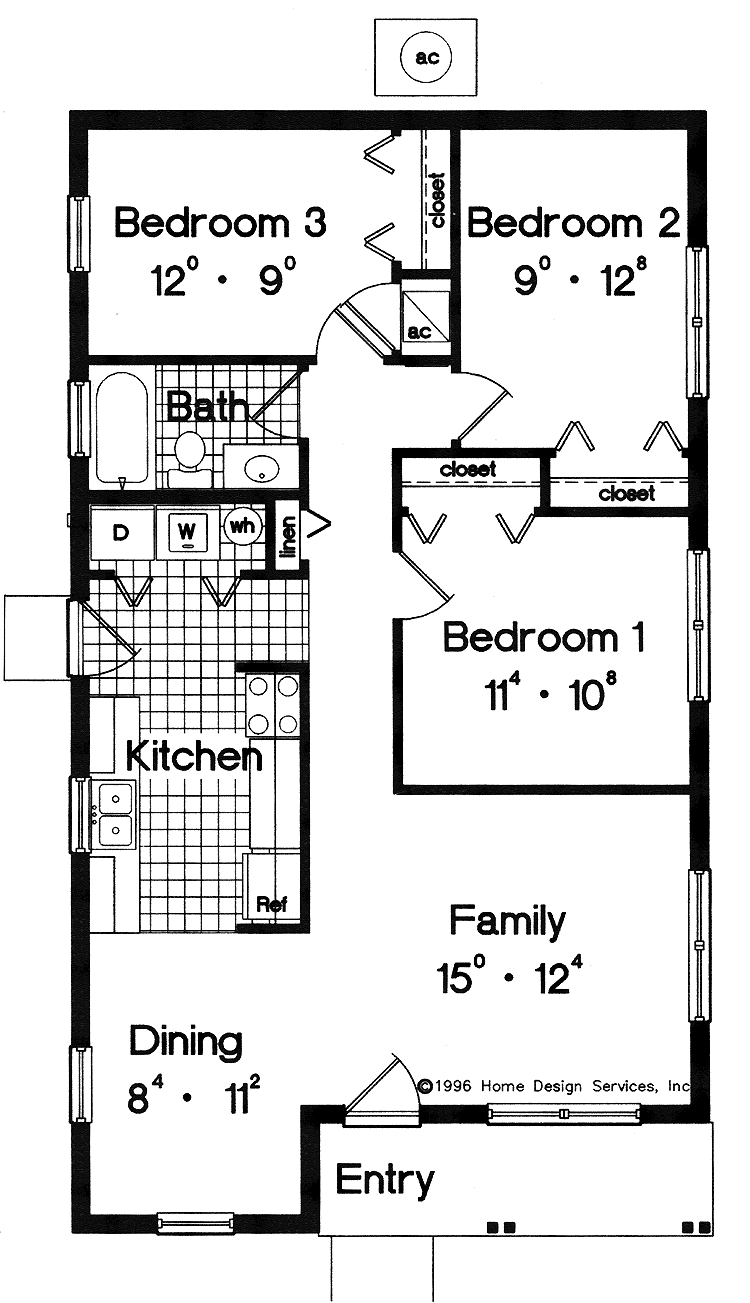 ac
closet
Bedroom 3
12⁰ · 9⁰
Bedroom 2
9⁰ · 12⁸
ac
Bath
closet
closet
D
W
wh
linen
Bedroom 1
11⁴ · 10⁸
Kitchen
Ref
Family
15⁰ · 12⁴
Dining
8⁴ · 11²
©1996 Home Design Services, Inc
Entry